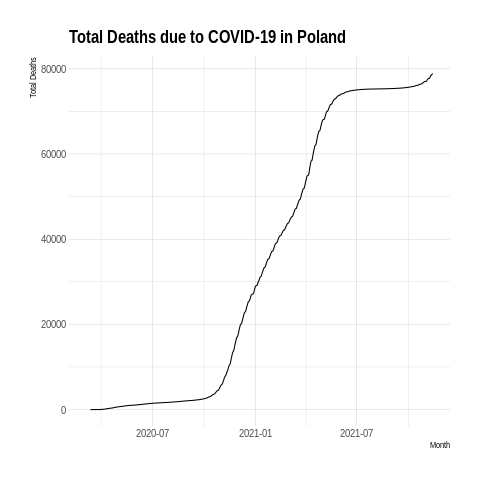 Total Deaths due to COVID-19 in Poland
Total Deaths
80000
60000
40000
20000
0
2020-07 2021-01 2021-07
Month